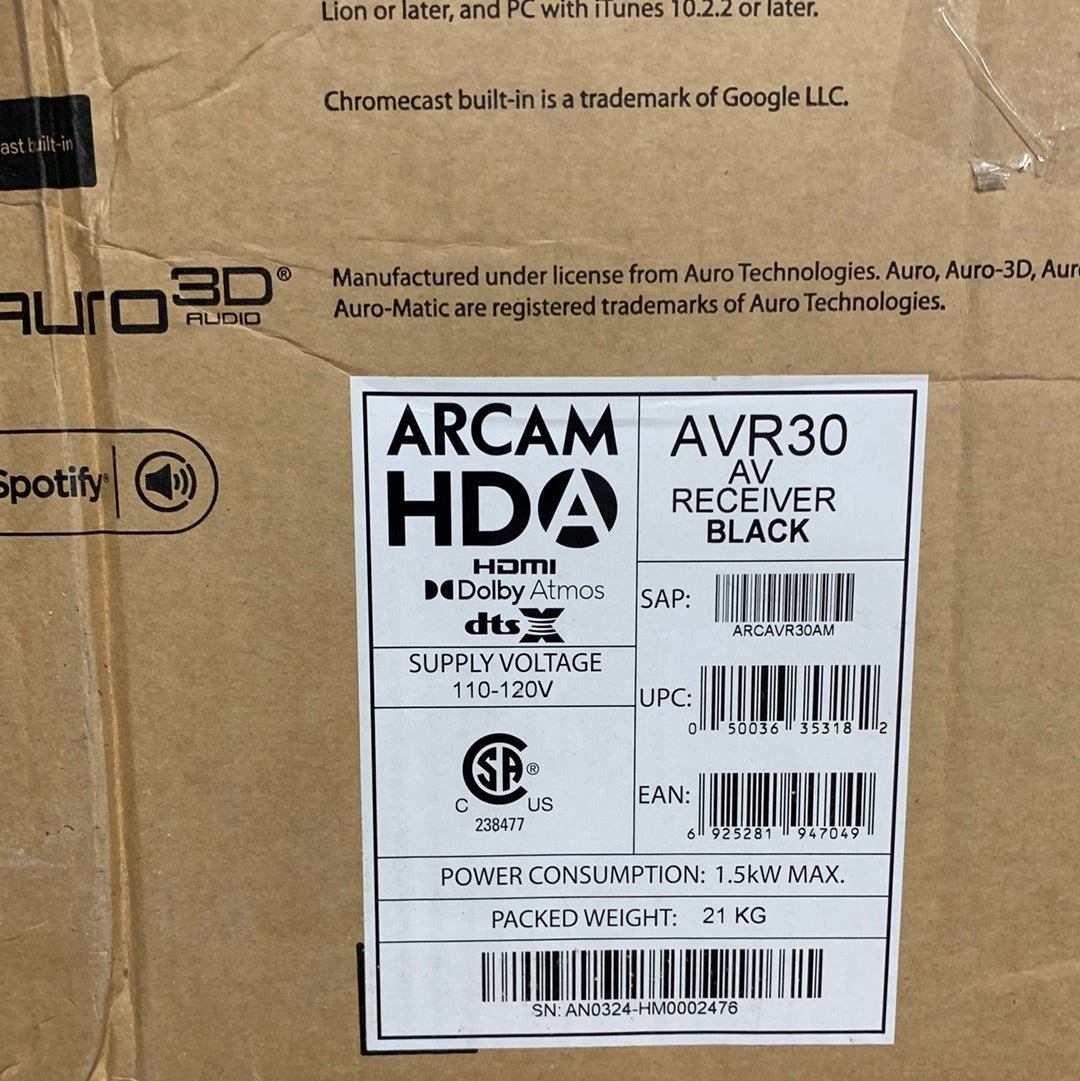 Lion or later, and PC with iTunes 10.2.2 or later.
Chromecast built-in is a trademark of Google LLC.
built-in
auro 3D®
AUDIO
Manufactured under license from Auro Technologies. Auro, Auro-3D,
Auro-Matic are registered trademarks of Auro Technologies.
Spotify®
ARCAM
HDA
HDMI
Dolby Atmos
dts X
SUPPLY VOLTAGE
110-120V
CSA®
C US
238477
AVR30
AV
RECEIVER
BLACK
SAP:
ARCAVR30AM
UPC:
0 50036 35318 2
EAN:
6 925281 947049
POWER CONSUMPTION: 1.5kW MAX.
PACKED WEIGHT: 21 KG
SN: AN0324-HM0002476